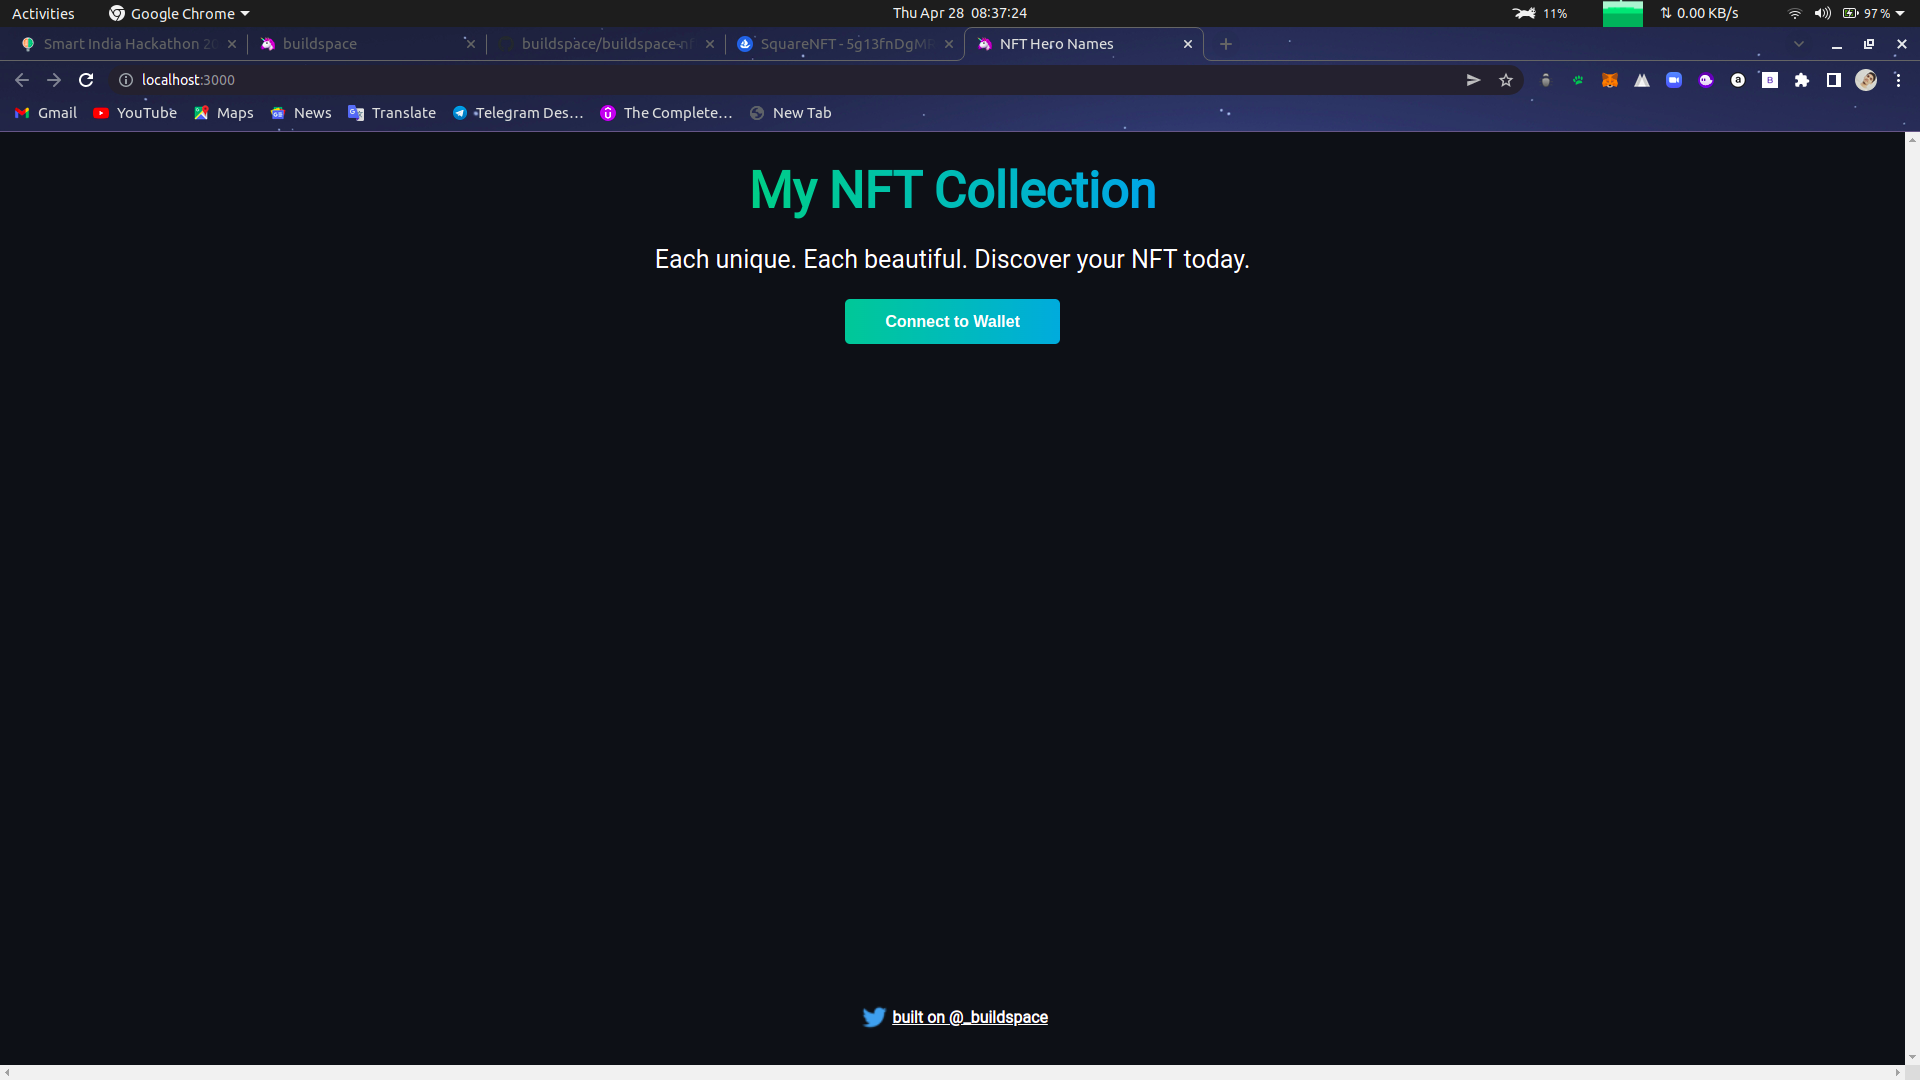 Activities Google Chrome Thu Apr 28 08:37:24 11% 0.00 KB/s 97 %
Smart India Hackathon 20 buildspace buildspace/buildspace-nf SquareNFT - 5g13fnDgMR NFT Hero Names
localhost:3000
Gmail YouTube Maps News Translate Telegram Des… The Complete… New Tab
My NFT Collection
Each unique. Each beautiful. Discover your NFT today.
Connect to Wallet
built on @_buildspace